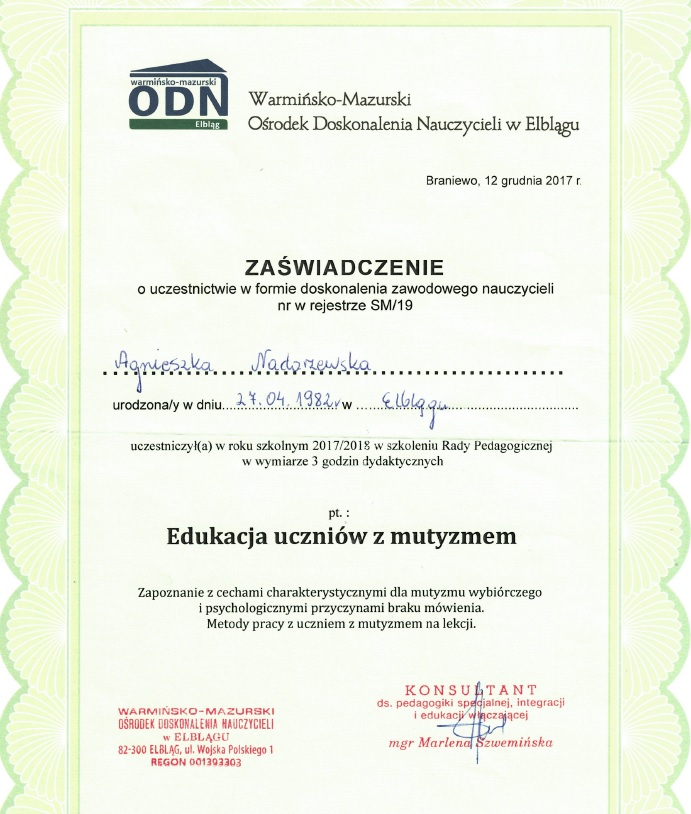 warmińsko-mazurski
ODN
Elbląg
Warmińsko-Mazurski
Ośrodek Doskonalenia Nauczycieli w Elblągu
Braniewo, 12 grudnia 2017 r.
ZAŚWIADCZENIE
o uczestnictwie w formie doskonalenia zawodowego nauczycieli
nr w rejestrze SM/19
Agnieszka Nadarzewska
urodzona/y w dniu 27.04.1982r w Elblągu
uczestniczył(a) w roku szkolnym 2017/2018 w szkoleniu Rady Pedagogicznej
w wymiarze 3 godzin dydaktycznych
pt. :
Edukacja uczniów z mutyzmem
Zapoznanie z cechami charakterystycznymi dla mutyzmu wybiórczego
i psychologicznymi przyczynami braku mówienia.
Metody pracy z uczniem z mutyzmem na lekcji.
WARMIŃSKO-MAZURSKI
OŚRODEK DOSKONALENIA NAUCZYCIELI
w ELBLĄGU
82-300 ELBLĄG, ul. Wojska Polskiego 1
REGON 001393303
KONSULTANT
ds. pedagogiki specjalnej, integracji
i edukacji włączającej
mgr Marlena Szwemińska